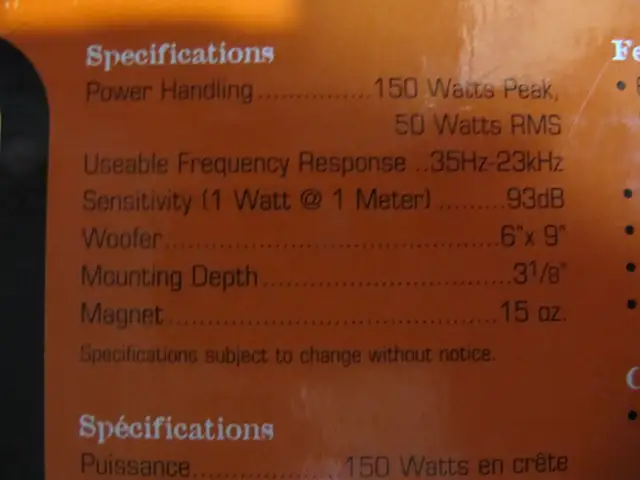 Specifications
Power Handling...............150 Watts Peak,
50 Watts RMS
Useable Frequency Response ..35Hz-23kHz
Sensitivity (1 Watt @ 1 Meter) .........93dB
Woofer.............................................6"x 9"
Mounting Depth.................................3 1/8"
Magnet............................................15 oz.
Specifications subject to change without notice.
Spécifications
Puissance....................150 Watts en crête
Fe